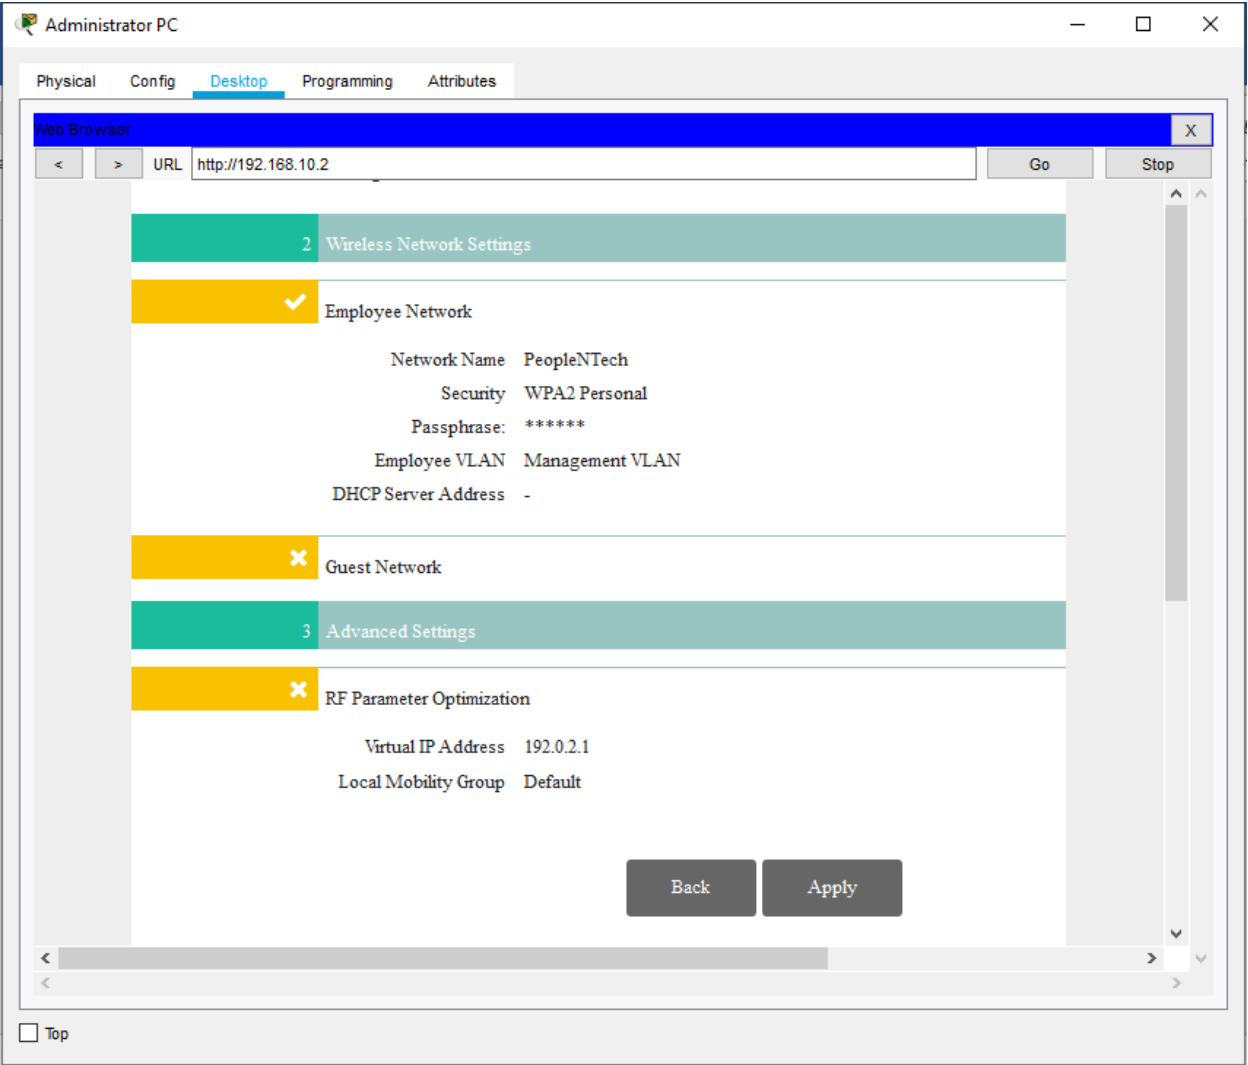 Administrator PC
Physical Config Desktop Programming Attributes
Web Browser X
< > URL http://192.168.10.2 Go Stop
2 Wireless Network Settings
Employee Network
Network Name PeopleNTech
Security WPA2 Personal
Passphrase: ******
Employee VLAN Management VLAN
DHCP Server Address -
Guest Network
3 Advanced Settings
RF Parameter Optimization
Virtual IP Address 192.0.2.1
Local Mobility Group Default
Back Apply
Top